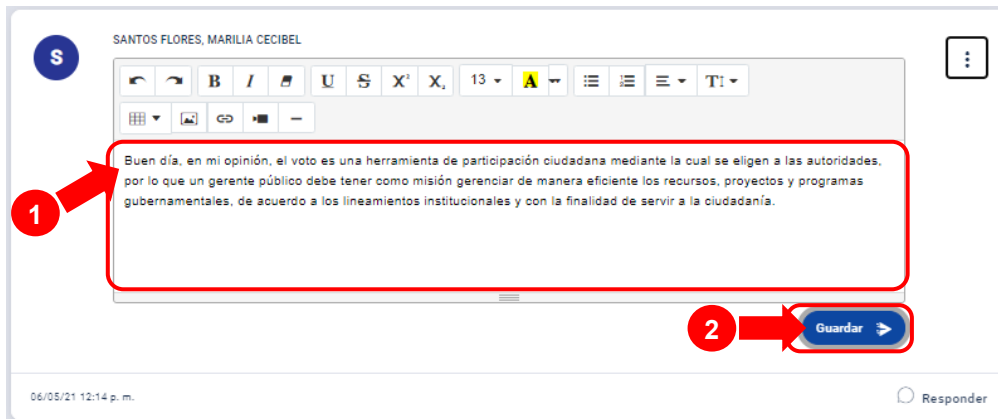 SANTOS FLORES, MARILIA CECIBEL
S
B I U S X² X₂ 13 A T
Buen día, en mi opinión, el voto es una herramienta de participación ciudadana mediante la cual se eligen a las autoridades,
por lo que un gerente público debe tener como misión gerenciar de manera eficiente los recursos, proyectos y programas
gubernamentales, de acuerdo a los lineamientos institucionales y con la finalidad de servir a la ciudadanía.
1
2
Guardar
06/05/21 12:14 p. m.
Responder